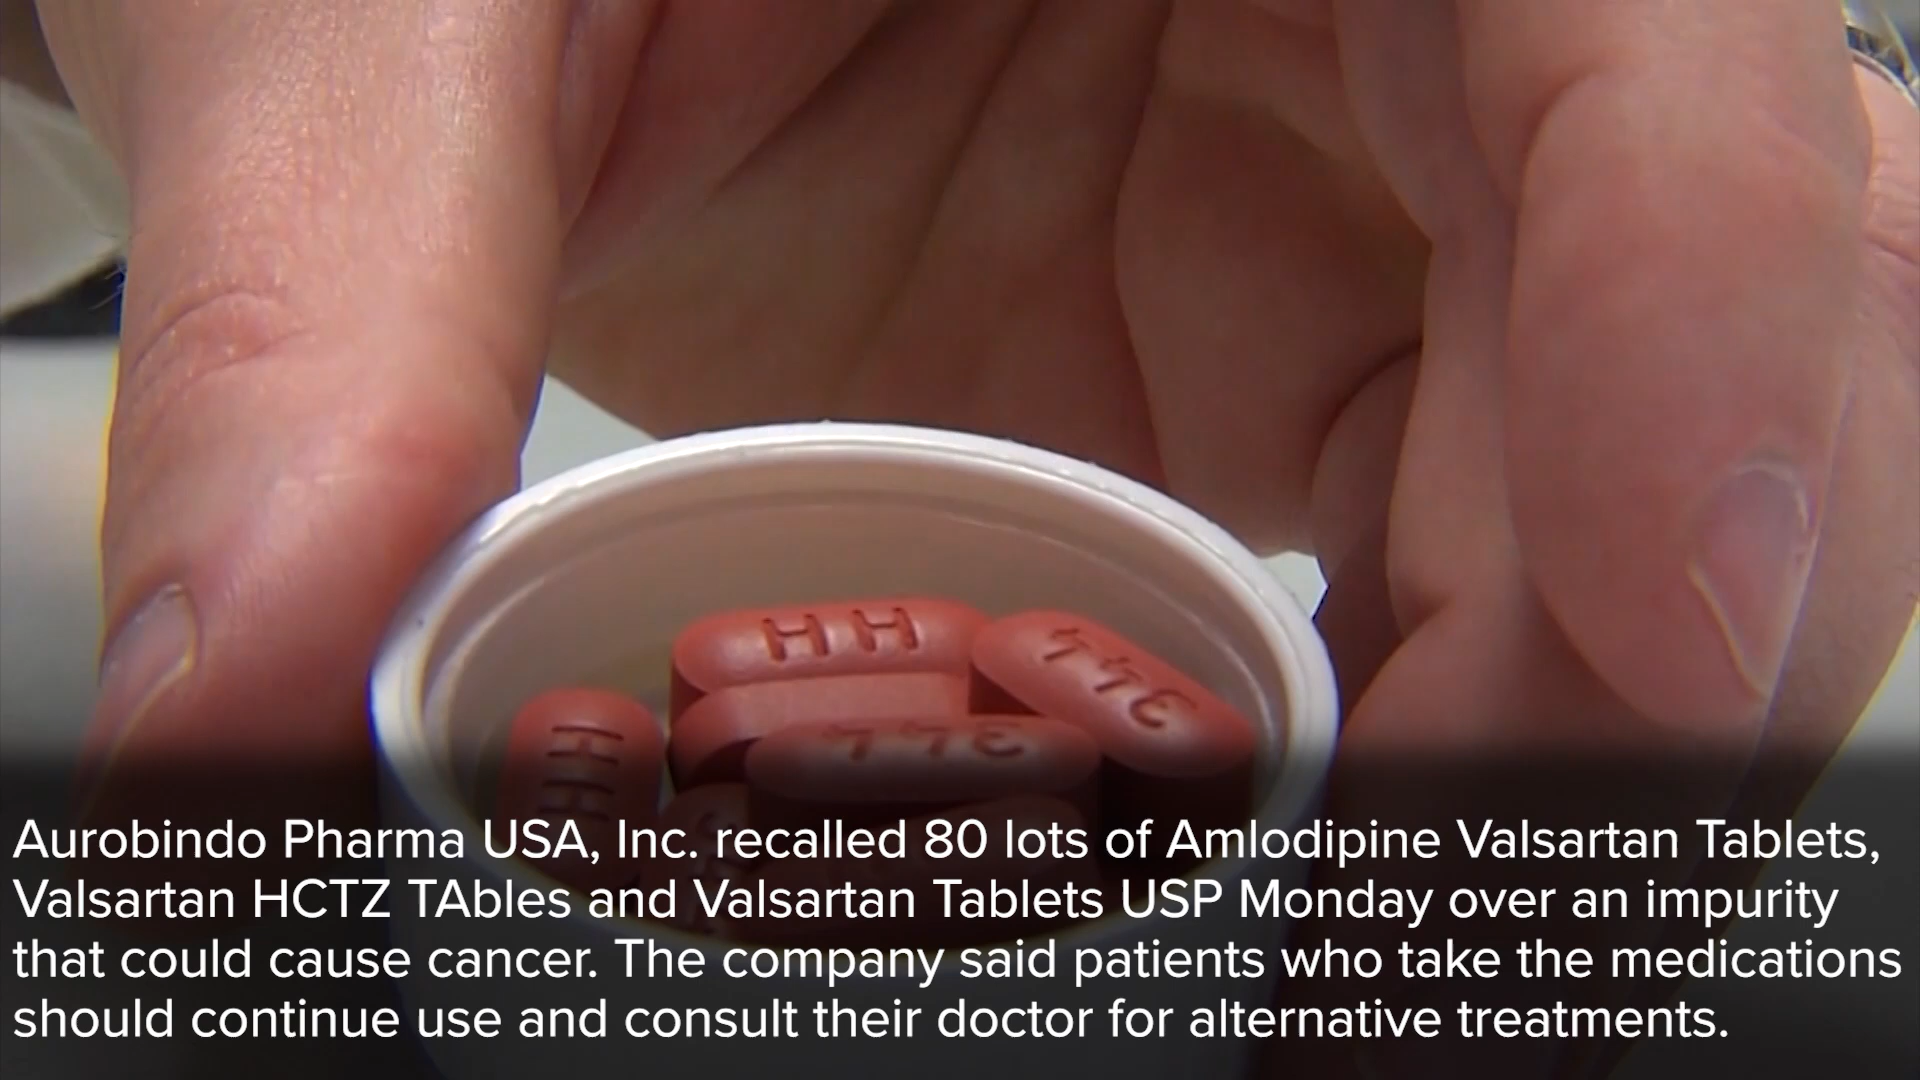 HH
HH
Aurobindo Pharma USA, Inc. recalled 80 lots of Amlodipine Valsartan Tablets,
Valsartan HCTZ TAbles and Valsartan Tablets USP Monday over an impurity
that could cause cancer. The company said patients who take the medications
should continue use and consult their doctor for alternative treatments.